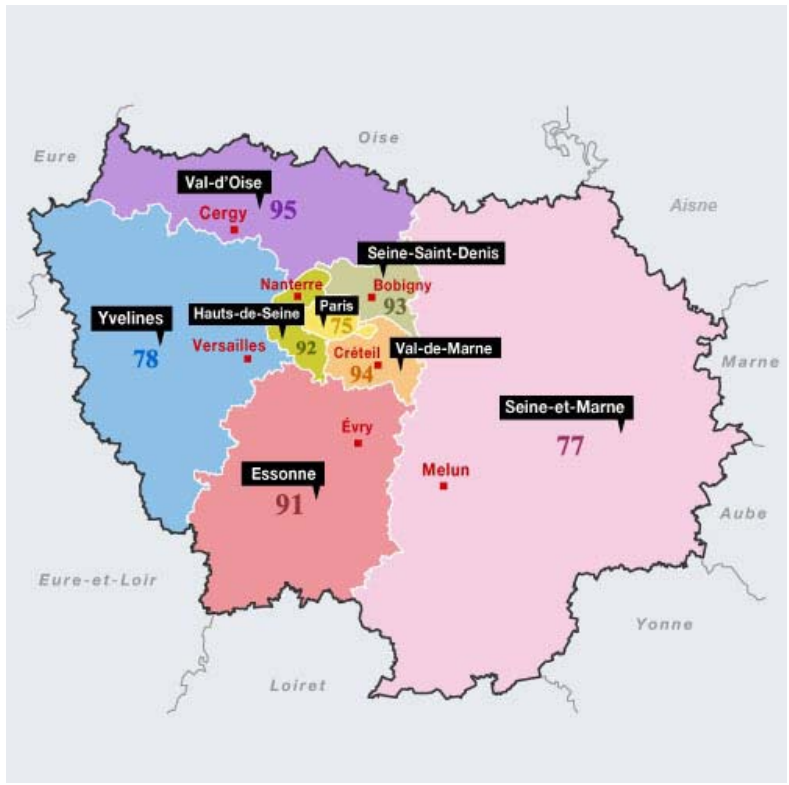 Oise
Eure
Val-d'Oise
95
Cergy
Aisne
Seine-Saint-Denis
Nanterre
Bobigny
93
Hauts-de-Seine
Paris
75
Yvelines
78
Versailles
92
Créteil
94
Val-de-Marne
Marne
Seine-et-Marne
77
Évry
Melun
Essonne
91
Aube
Eure-et-Loir
Yonne
Loiret